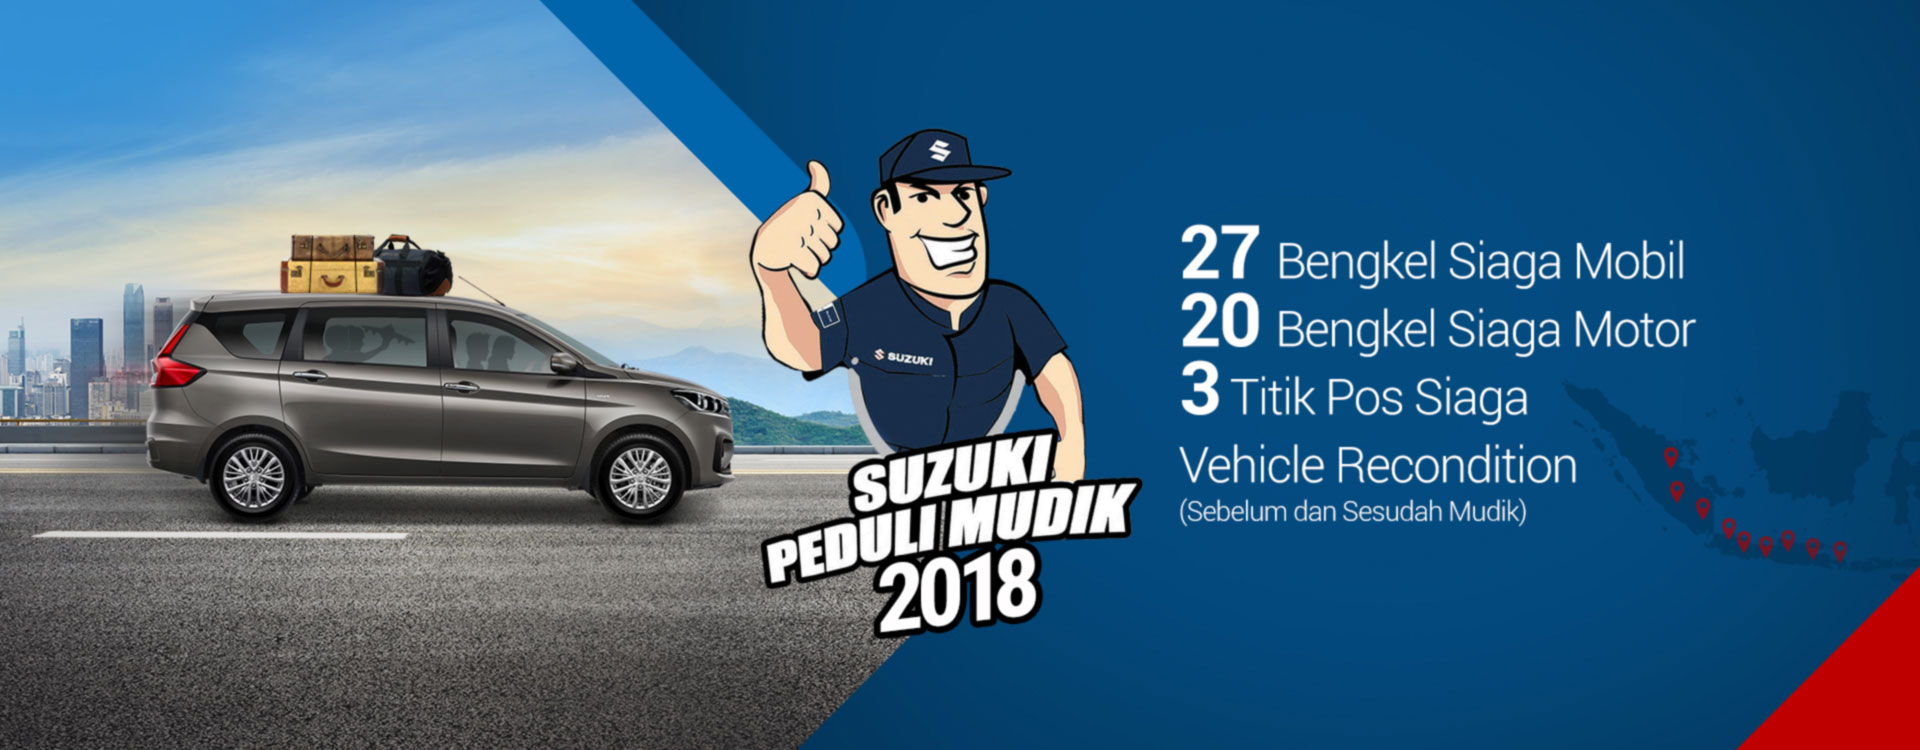 SUZUKI
SUZUKI
PEDULI MUDIK
2018
27 Bengkel Siaga Mobil
20 Bengkel Siaga Motor
3 Titik Pos Siaga
Vehicle Recondition
(Sebelum dan Sesudah Mudik)